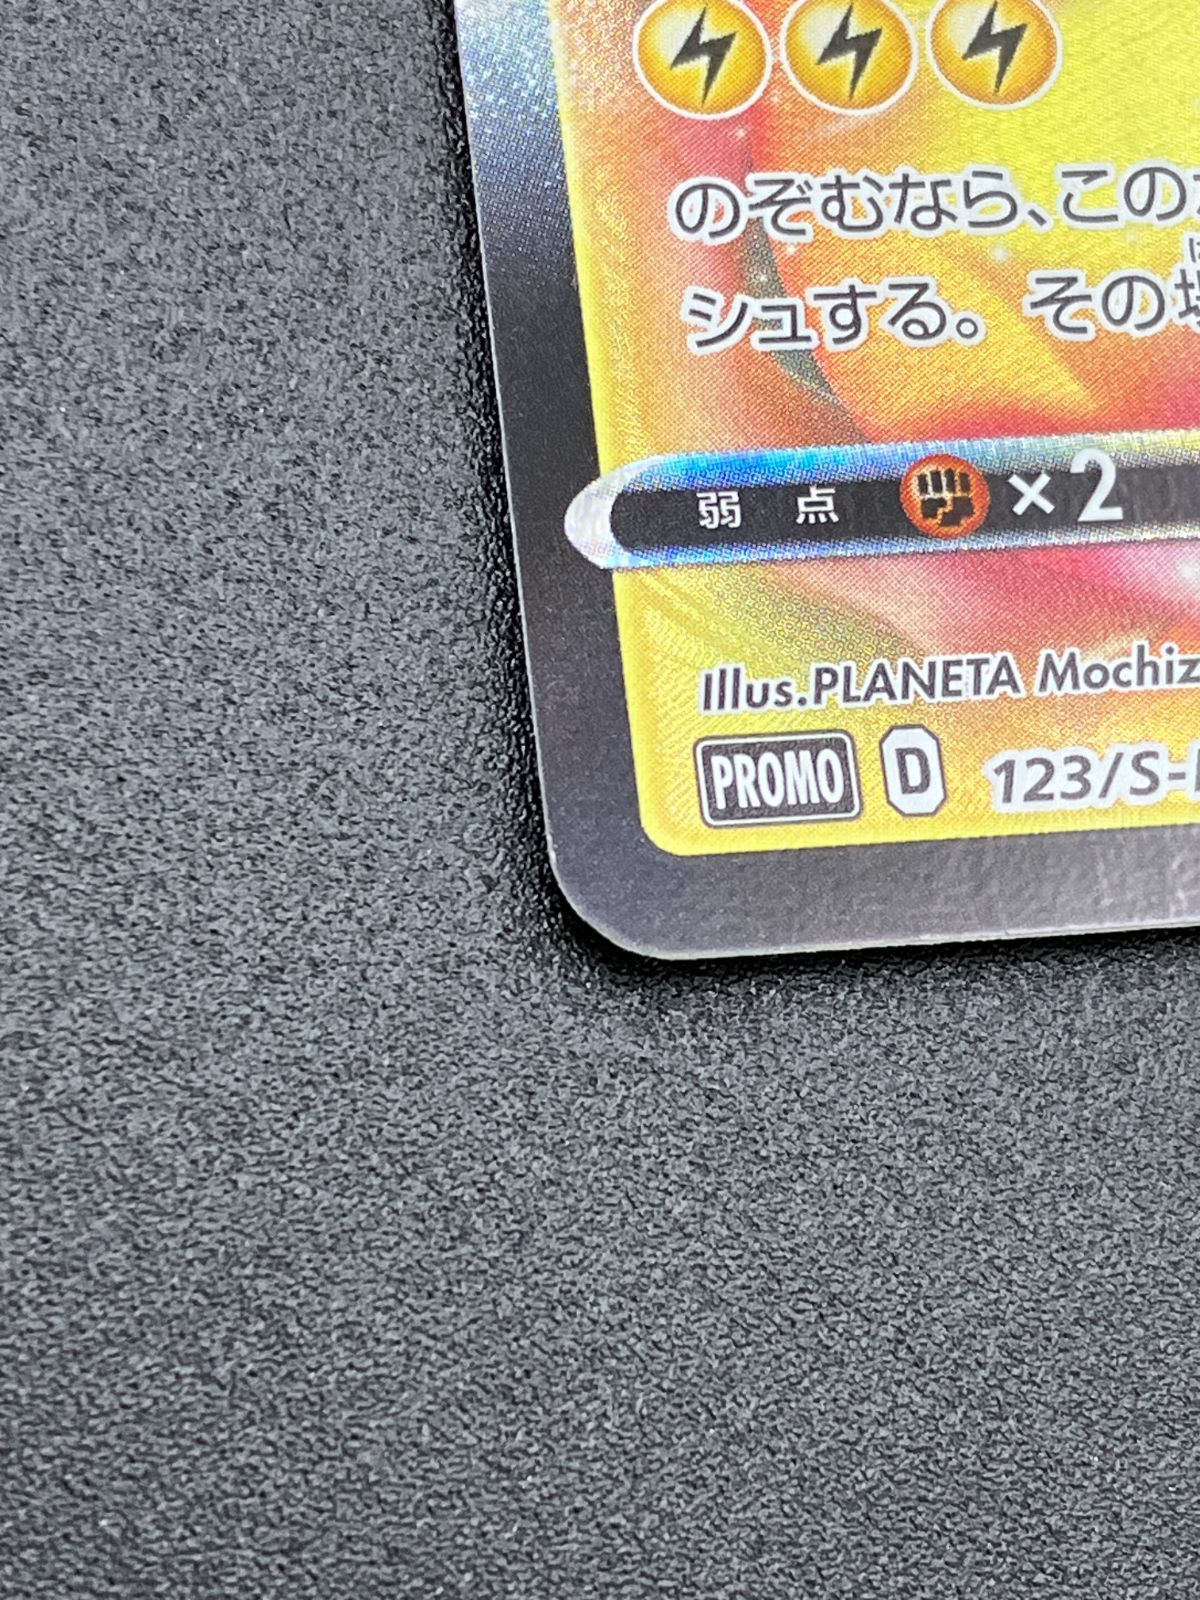 のぞむなら、この
シュする。その場
弱 点 ×2
Illus.PLANETA Mochiz
PROMO D 123/S-